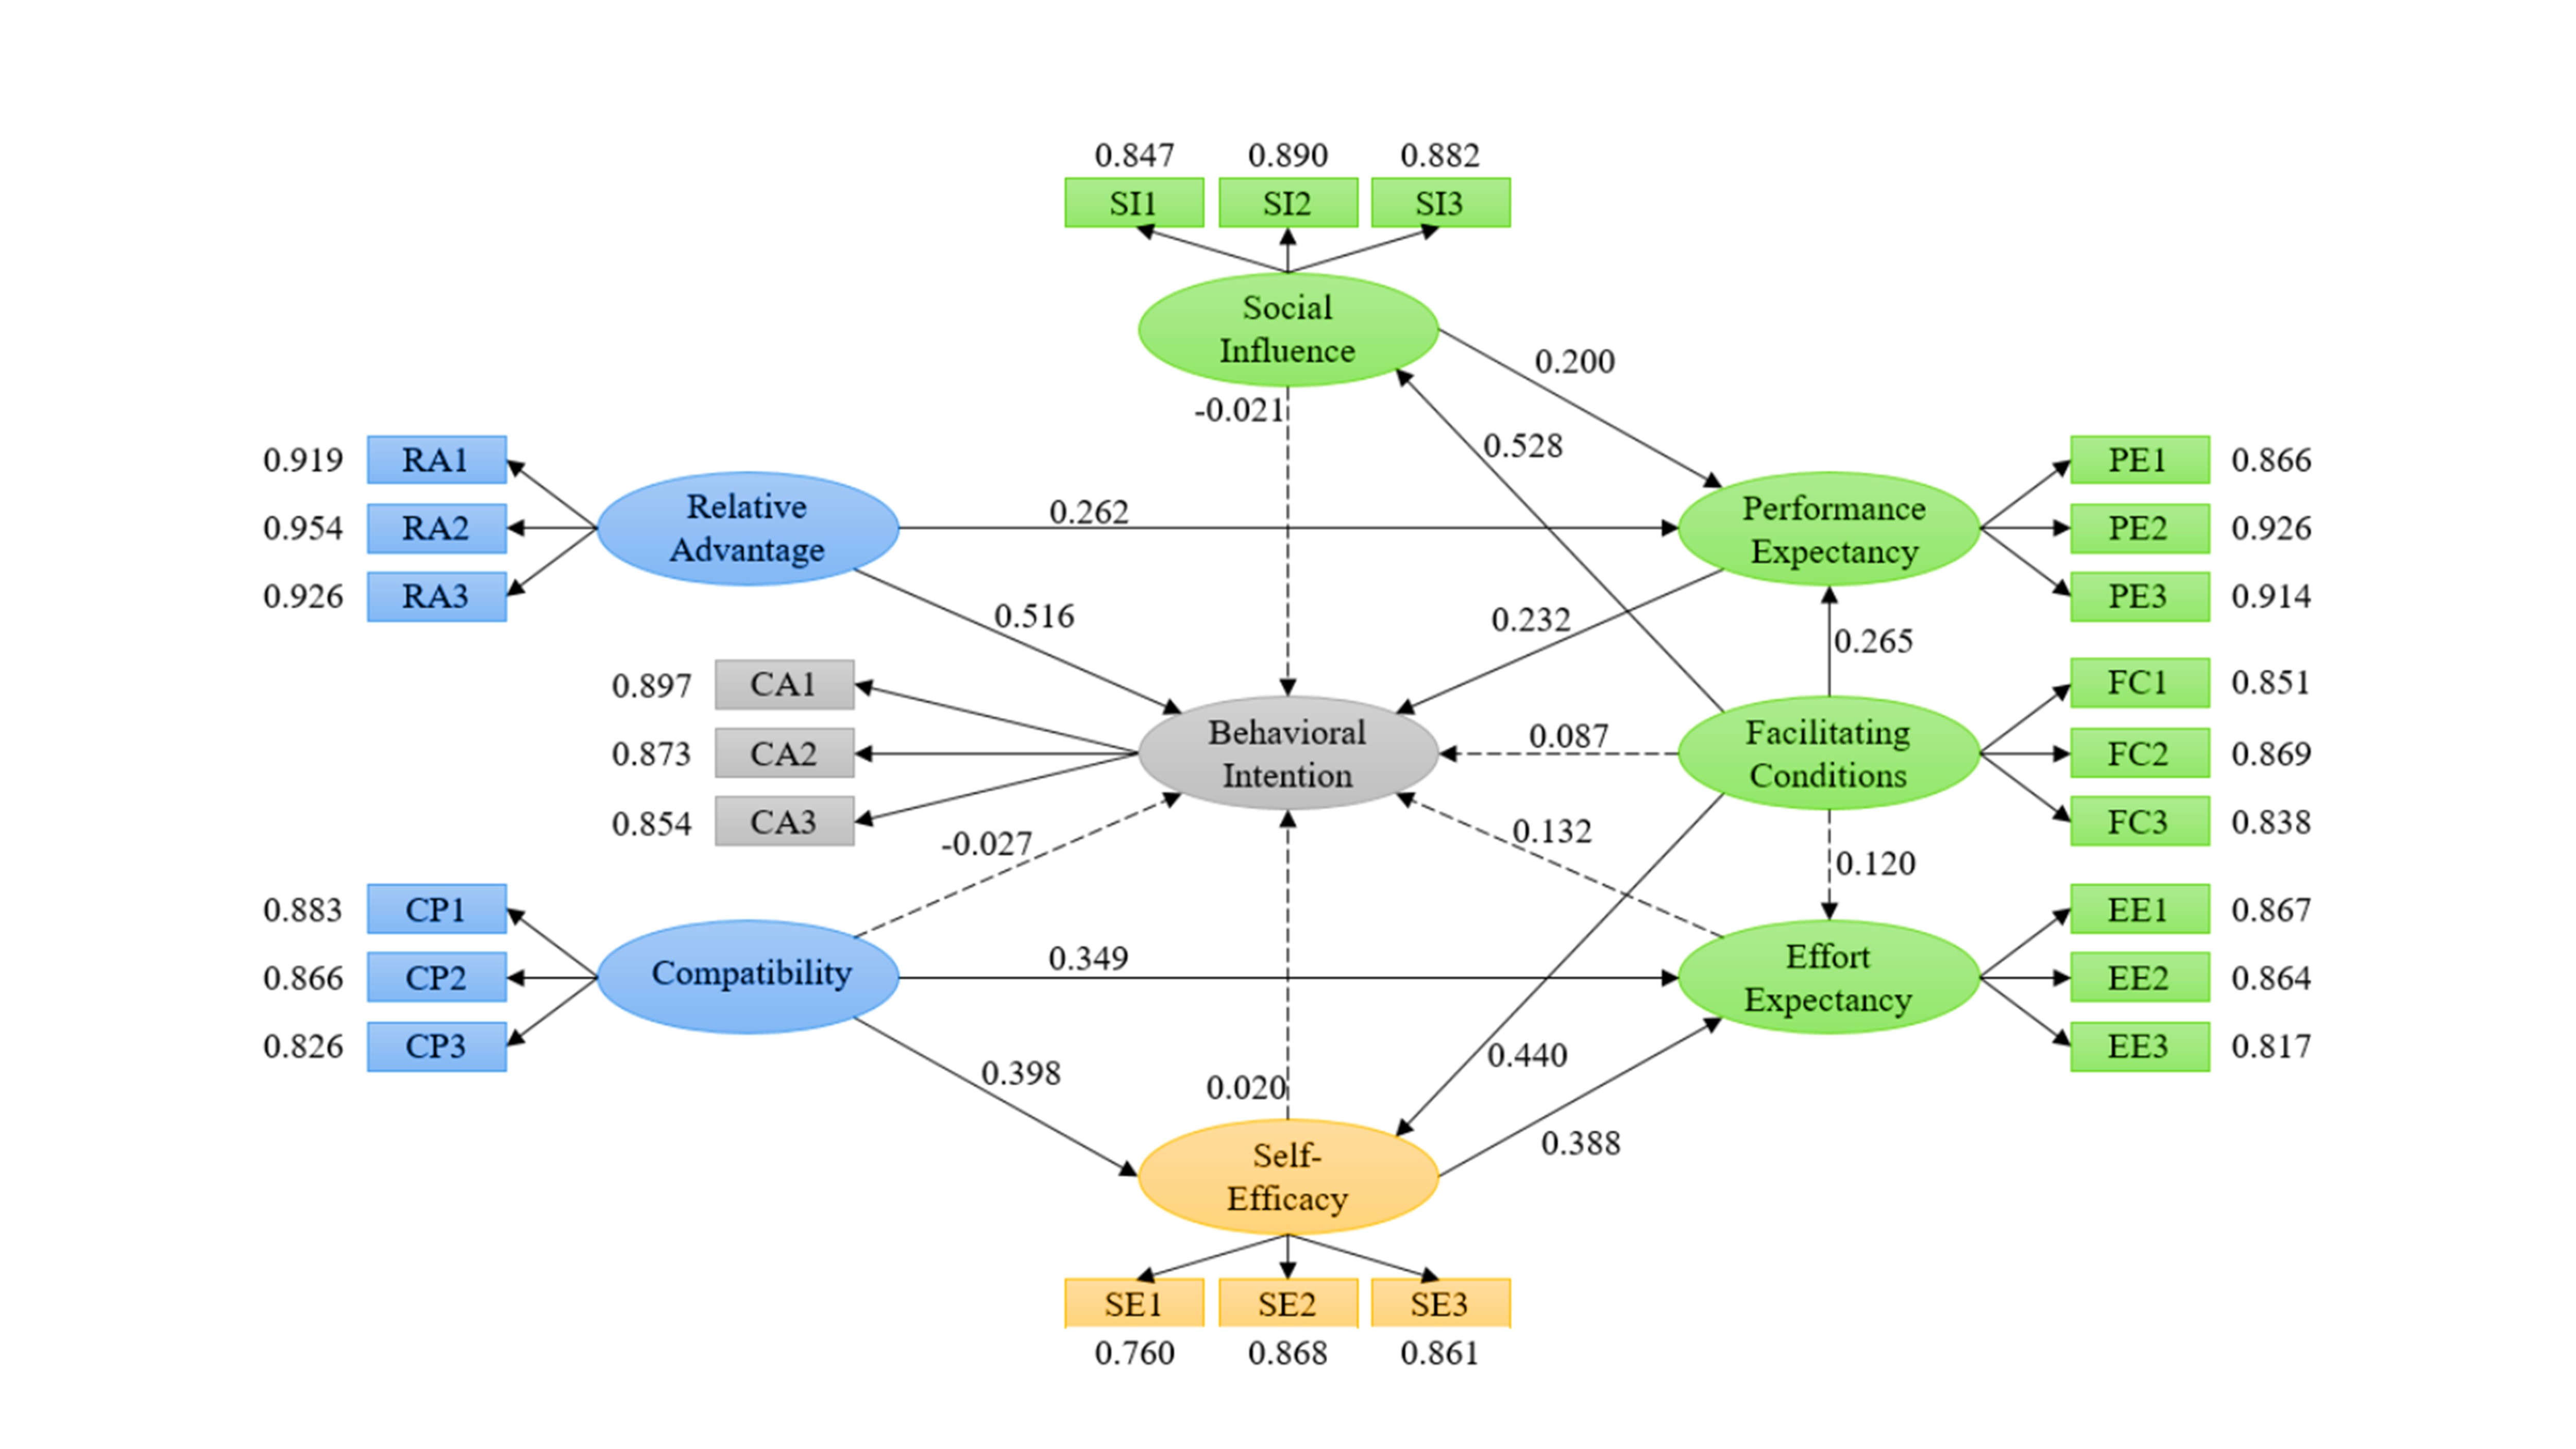 0.847 0.890 0.882
SI1 SI2 SI3
Social
Influence
0.200
-0.021
0.528
0.919 RA1
0.954 RA2
0.926 RA3
Relative
Advantage
0.262
0.516
Performance
Expectancy
PE1 0.866
PE2 0.926
PE3 0.914
0.232
0.265
0.897 CA1
0.873 CA2
0.854 CA3
Behavioral
Intention
0.087
Facilitating
Conditions
FC1 0.851
FC2 0.869
FC3 0.838
-0.027
0.132
0.120
0.883 CP1
0.866 CP2
0.826 CP3
Compatibility
0.349
Effort
Expectancy
EE1 0.867
EE2 0.864
EE3 0.817
0.398
0.020
0.440
0.388
Self-
Efficacy
SE1 SE2 SE3
0.760 0.868 0.861